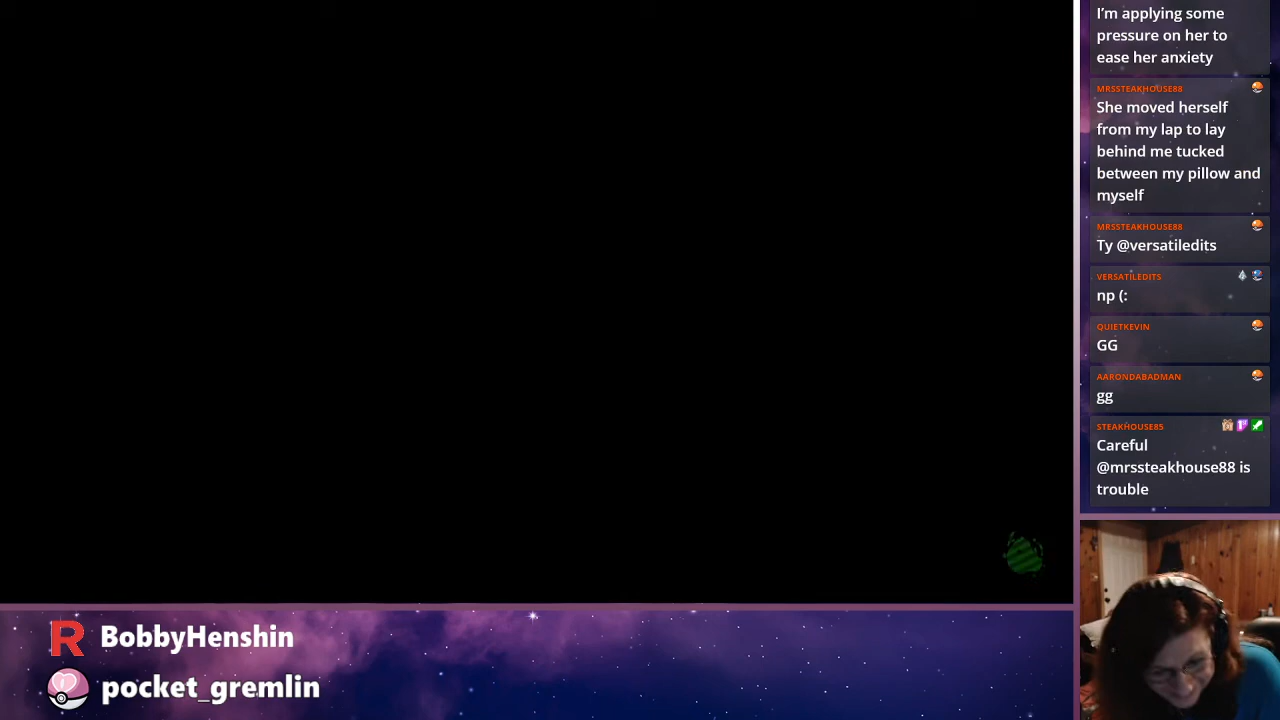 I'm applying some
pressure on her to
ease her anxiety
MRSSTEAKHOUSE88
She moved herself
from my lap to lay
behind me tucked
between my pillow and
myself
MRSSTEAKHOUSE88
Ty @versatiledits
VERSATILEDITS
np (:
QUIETKEVIN
GG
AARONDABADMAN
gg
STEAKHOUSE85
Careful
@mrssteakhouse88 is
trouble
R BobbyHenshin
pocket_gremlin